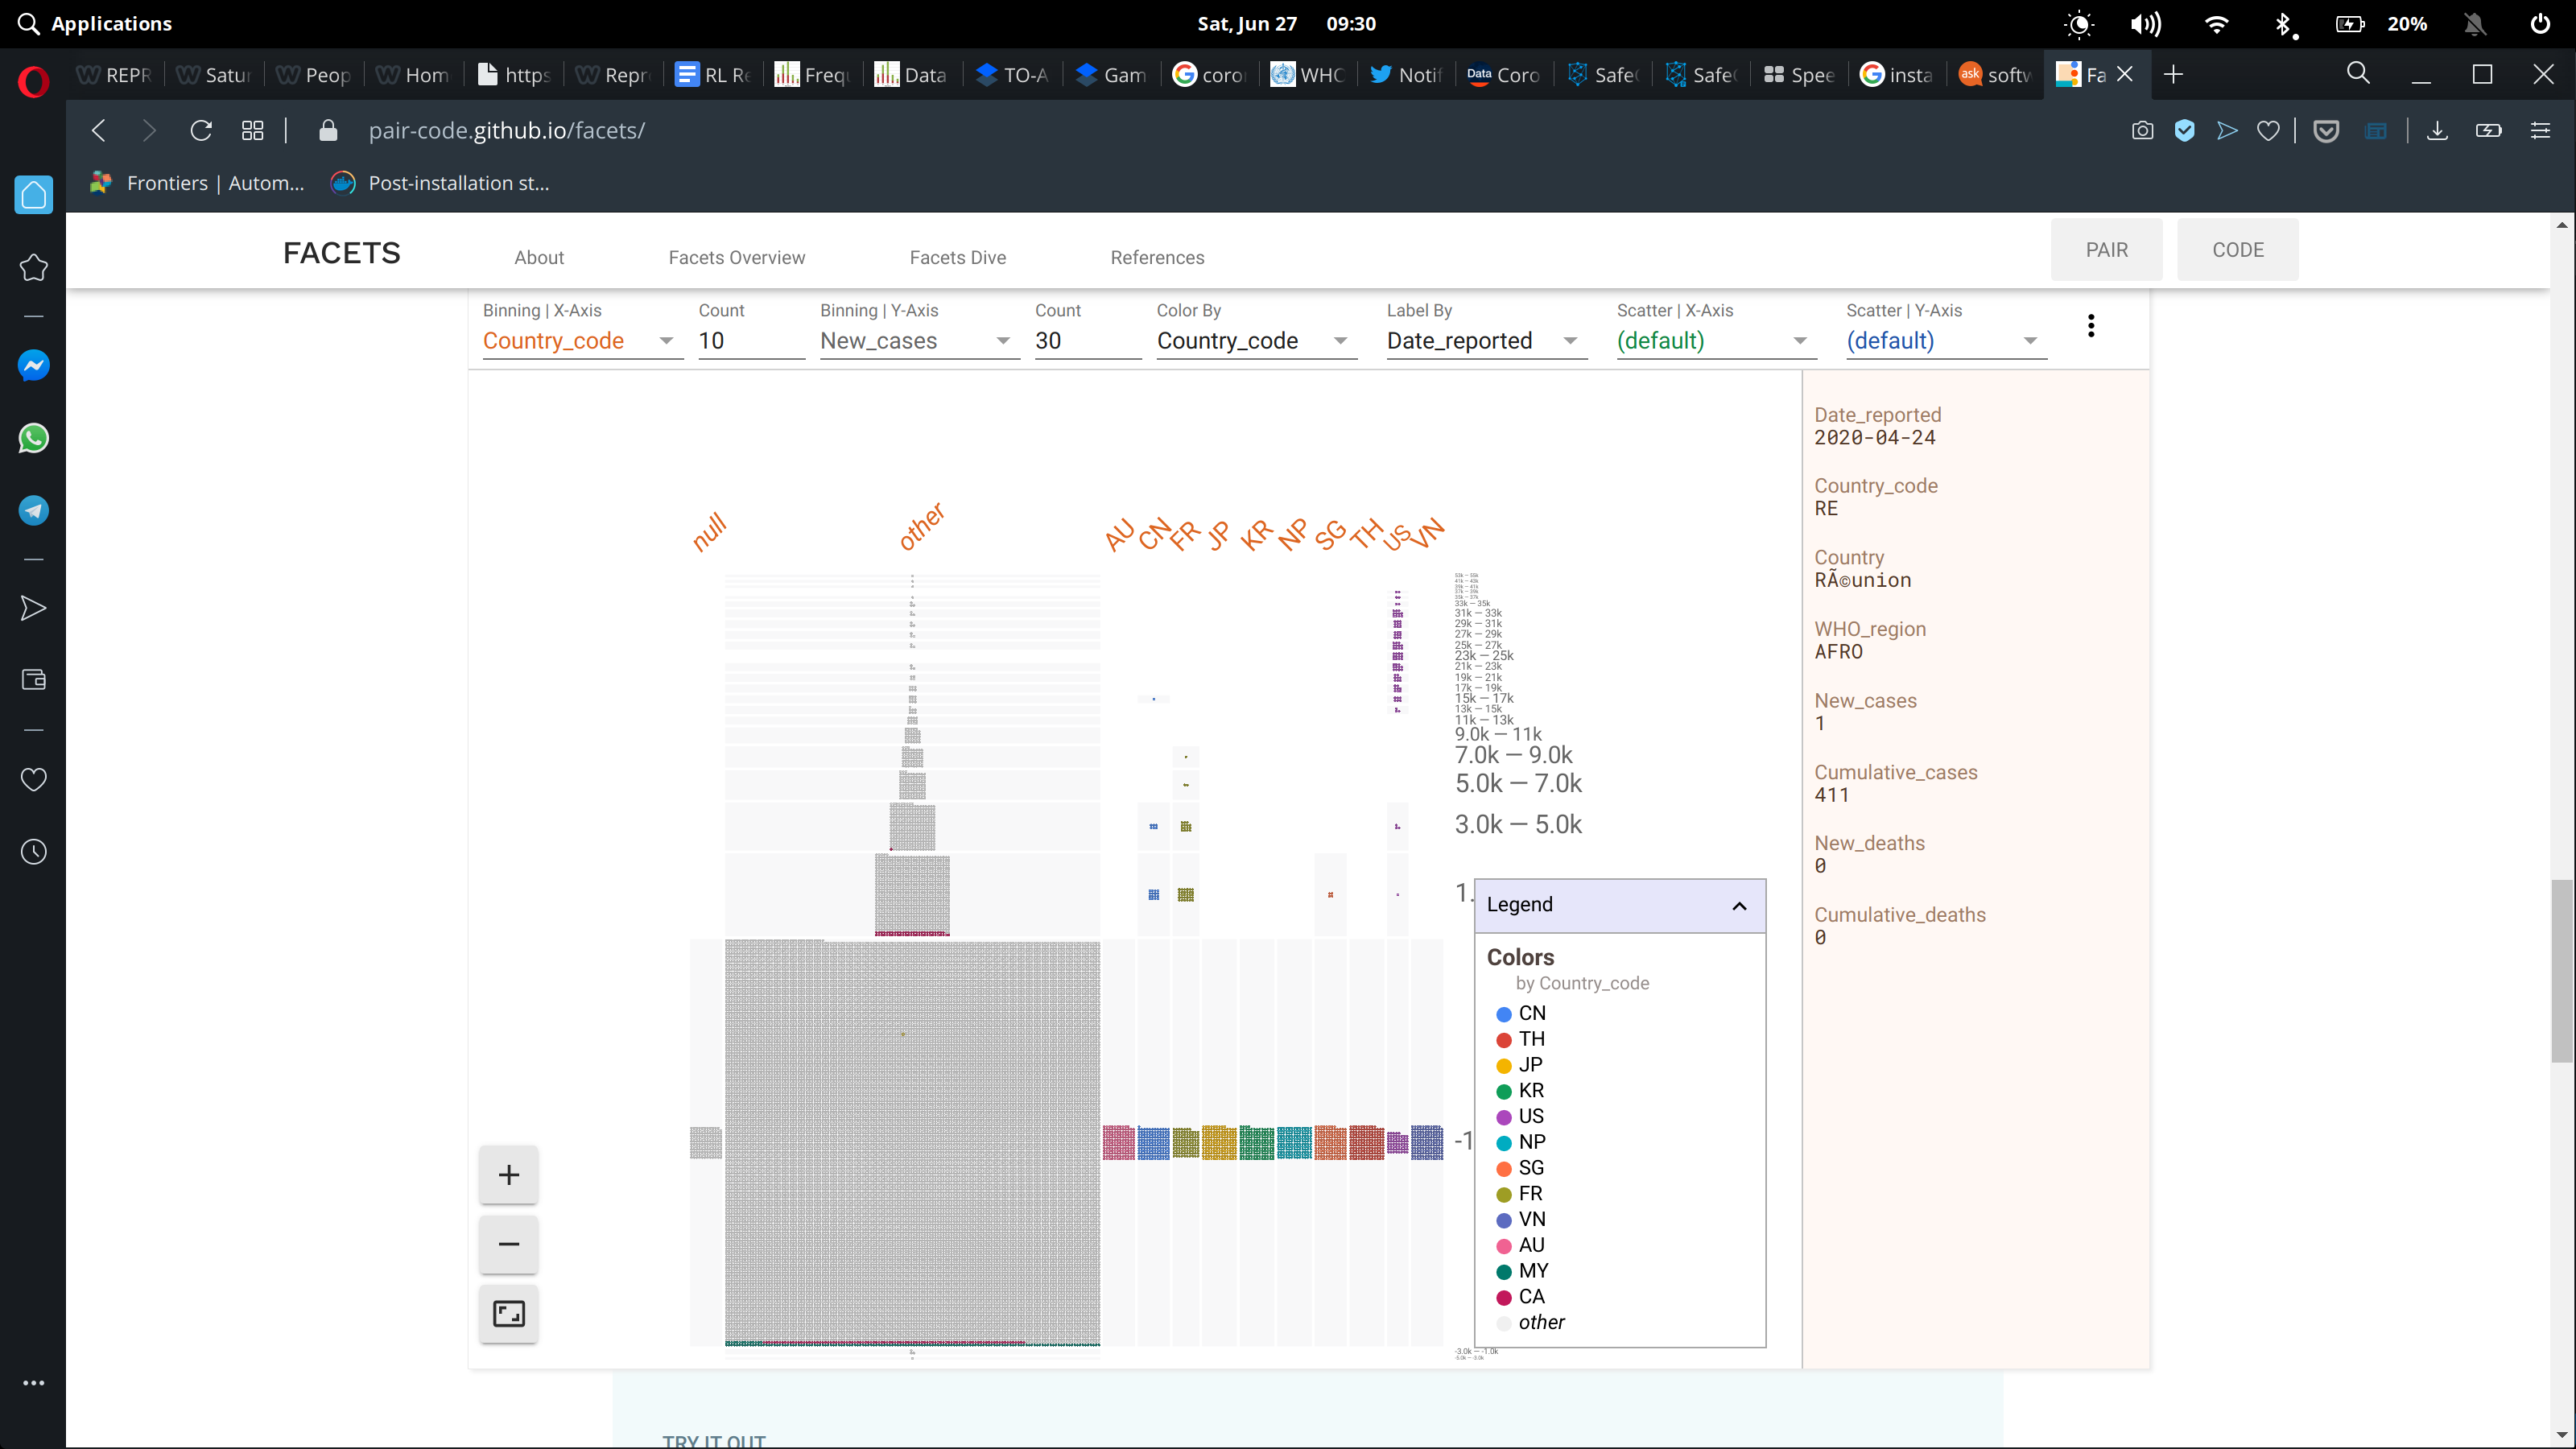 Applications
Sat, Jun 27 09:30
20%
REPR
Satur
Peop
Hom
https
Repr
RL Re
Frequ
Data
TO-A
Gam
coro
WHO
Notif
Data Coro
Safe
Safe
Spee
insta
ask softw
Fa
pair-code.github.io/facets/
Frontiers | Autom...
Post-installation st...
FACETS
About
Facets Overview
Facets Dive
References
PAIR
CODE
Binning | X-Axis
Count
Binning | Y-Axis
Count
Color By
Label By
Scatter | X-Axis
Scatter | Y-Axis
Country_code
10
New_cases
30
Country_code
Date_reported
(default)
(default)
null
other
AU
CN
FR
JP
KR
NP
SG
TH
US
VN
33k – 35k
31k – 33k
29k – 31k
27k – 29k
25k – 27k
23k – 25k
21k – 23k
19k – 21k
17k – 19k
15k – 17k
13k – 15k
11k – 13k
9.0k – 11k
7.0k – 9.0k
5.0k – 7.0k
3.0k – 5.0k
1.
-1
-3.0k – -1.0k
Legend
Colors
by Country_code
CN
TH
JP
KR
US
NP
SG
FR
VN
AU
MY
CA
other
Date_reported
2020-04-24
Country_code
RE
Country
RÃ©union
WHO_region
AFRO
New_cases
1
Cumulative_cases
411
New_deaths
0
Cumulative_deaths
0
TRY IT OUT